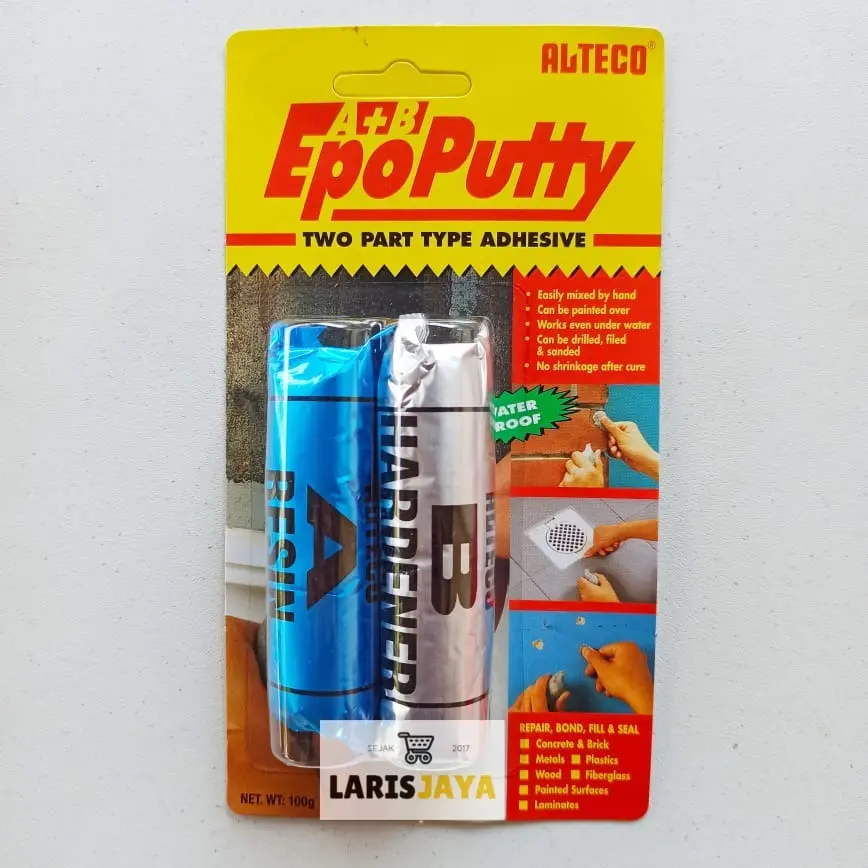 ALTECO®
A+B
EpoPutty
TWO PART TYPE ADHESIVE
• Easily mixed by hand
• Can be painted over
• Works even under water
• Can be drilled, filed
& sanded
• No shrinkage after cure
PROOF
A
RESIN
ALTECO
B
HARDENER
ALTECO
REPAIR, BOND, FILL & SEAL
Concrete & Brick
Metals
Plastics
Wood
Fiberglass
Painted Surfaces
Laminates
NET. WT: 100g
SEJAK 2017
LARISJAYA